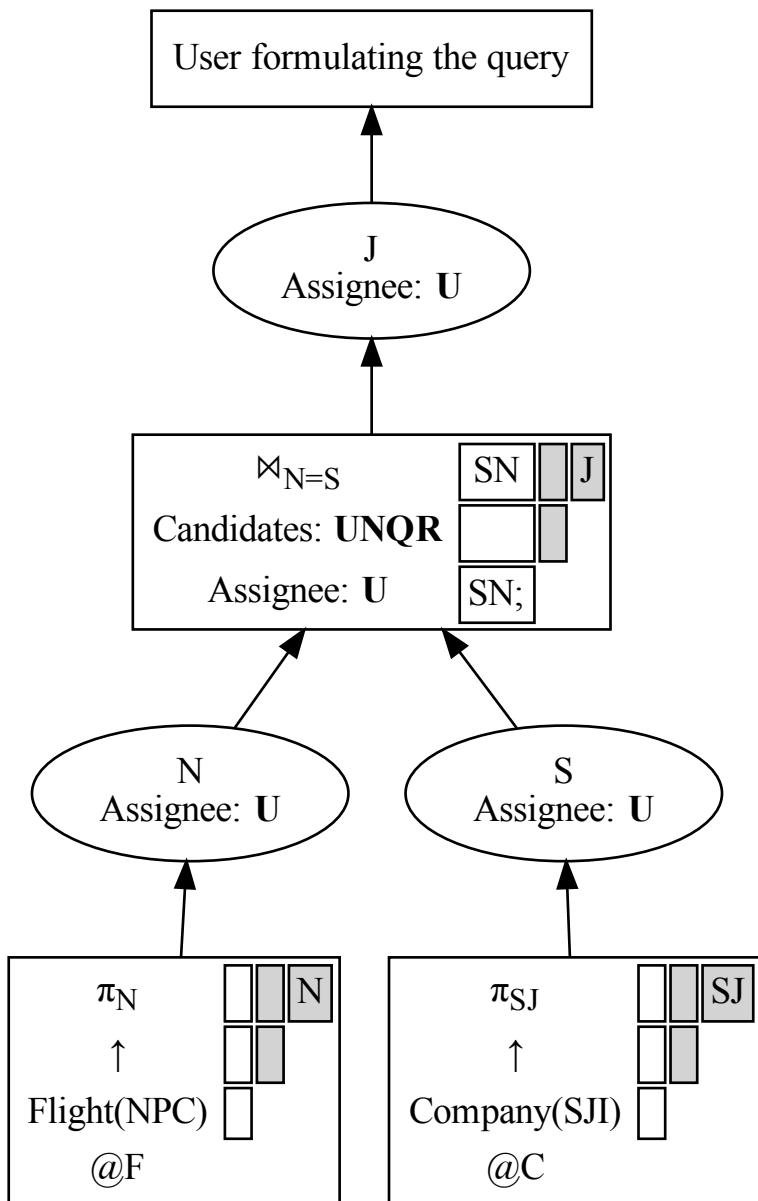 User formulating the query
J
Assignee: U
⋈N=S SN J
Candidates: UNQR
Assignee: U SN;
N
Assignee: U
S
Assignee: U
πN N
↑
Flight(NPC)
@F
πSJ SJ
↑
Company(SJI)
@C